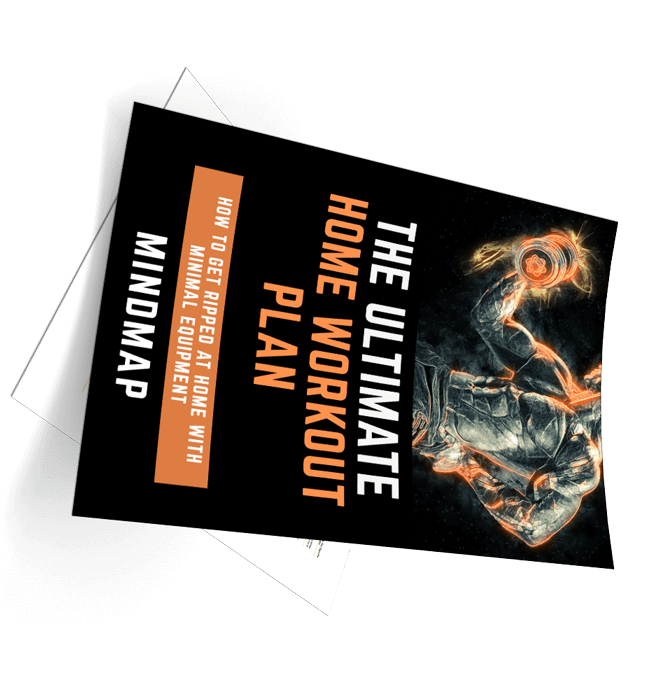 THE ULTIMATE
HOME WORKOUT
PLAN
HOW TO GET RIPPED AT HOME WITH
MINIMAL EQUIPMENT
MINDMAP